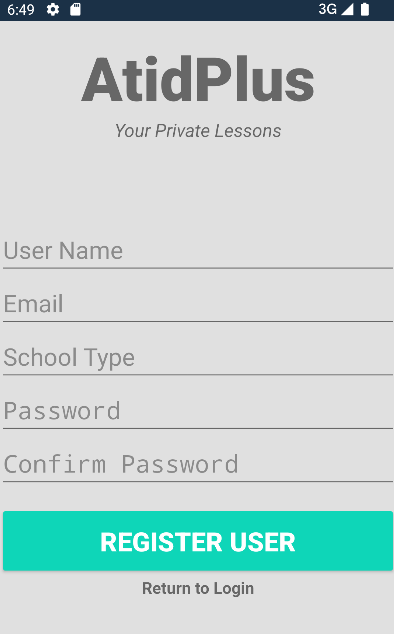 6:49 3G
AtidPlus
Your Private Lessons
User Name
Email
School Type
Password
Confirm Password
REGISTER USER
Return to Login